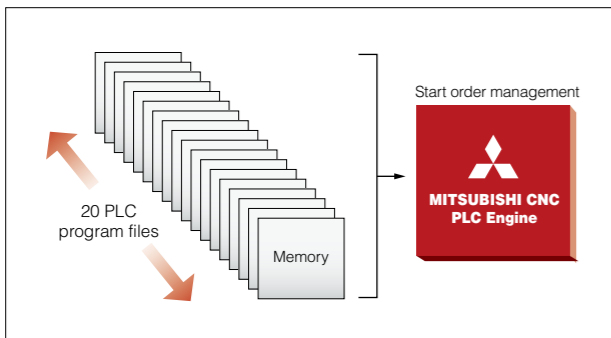 Start order management
MITSUBISHI CNC
PLC Engine
20 PLC
program files
Memory